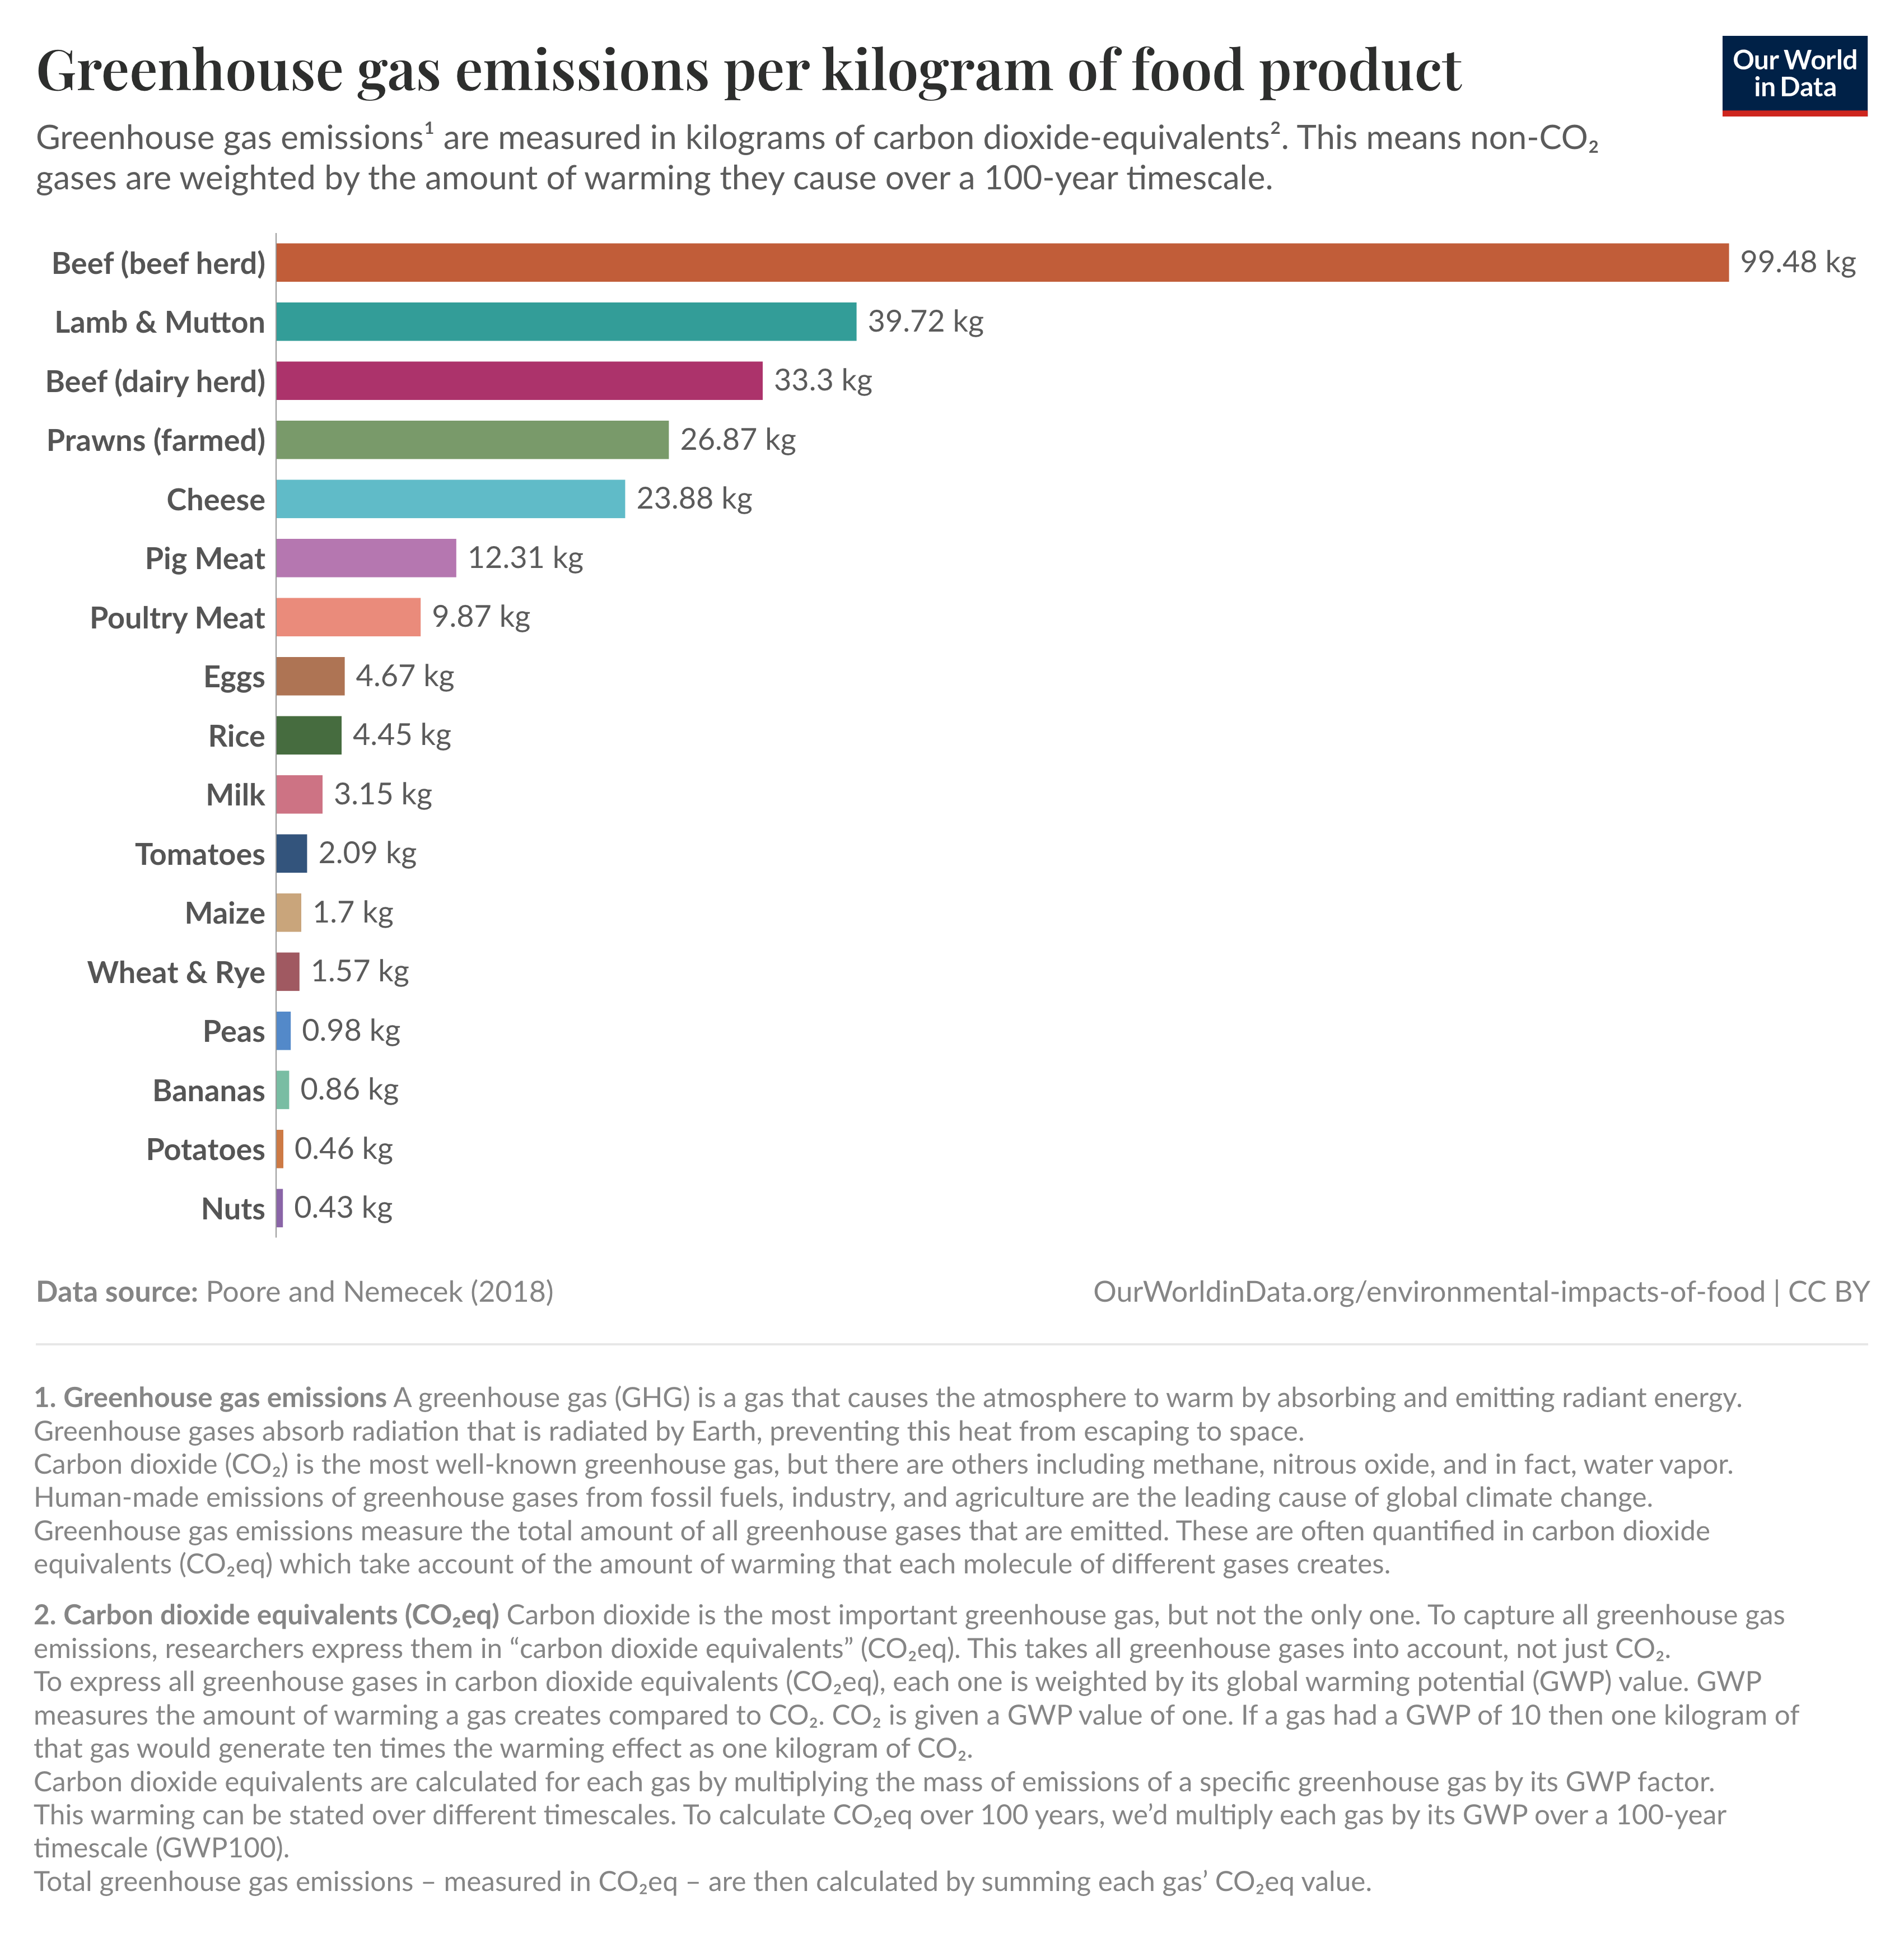 Greenhouse gas emissions per kilogram of food product
Our World
in Data
Greenhouse gas emissions¹ are measured in kilograms of carbon dioxide-equivalents². This means non-CO₂
gases are weighted by the amount of warming they cause over a 100-year timescale.
Beef (beef herd) 99.48 kg
Lamb & Mutton 39.72 kg
Beef (dairy herd) 33.3 kg
Prawns (farmed) 26.87 kg
Cheese 23.88 kg
Pig Meat 12.31 kg
Poultry Meat 9.87 kg
Eggs 4.67 kg
Rice 4.45 kg
Milk 3.15 kg
Tomatoes 2.09 kg
Maize 1.7 kg
Wheat & Rye 1.57 kg
Peas 0.98 kg
Bananas 0.86 kg
Potatoes 0.46 kg
Nuts 0.43 kg
Data source: Poore and Nemecek (2018)
OurWorldinData.org/environmental-impacts-of-food | CC BY
1. Greenhouse gas emissions A greenhouse gas (GHG) is a gas that causes the atmosphere to warm by absorbing and emitting radiant energy.
Greenhouse gases absorb radiation that is radiated by Earth, preventing this heat from escaping to space.
Carbon dioxide (CO₂) is the most well-known greenhouse gas, but there are others including methane, nitrous oxide, and in fact, water vapor.
Human-made emissions of greenhouse gases from fossil fuels, industry, and agriculture are the leading cause of global climate change.
Greenhouse gas emissions measure the total amount of all greenhouse gases that are emitted. These are often quantified in carbon dioxide
equivalents (CO₂eq) which take account of the amount of warming that each molecule of different gases creates.
2. Carbon dioxide equivalents (CO₂eq) Carbon dioxide is the most important greenhouse gas, but not the only one. To capture all greenhouse gas
emissions, researchers express them in “carbon dioxide equivalents” (CO₂eq). This takes all greenhouse gases into account, not just CO₂.
To express all greenhouse gases in carbon dioxide equivalents (CO₂eq), each one is weighted by its global warming potential (GWP) value. GWP
measures the amount of warming a gas creates compared to CO₂. CO₂ is given a GWP value of one. If a gas had a GWP of 10 then one kilogram of
that gas would generate ten times the warming effect as one kilogram of CO₂.
Carbon dioxide equivalents are calculated for each gas by multiplying the mass of emissions of a specific greenhouse gas by its GWP factor.
This warming can be stated over different timescales. To calculate CO₂eq over 100 years, we’d multiply each gas by its GWP over a 100-year
timescale (GWP100).
Total greenhouse gas emissions – measured in CO₂eq – are then calculated by summing each gas’ CO₂eq value.